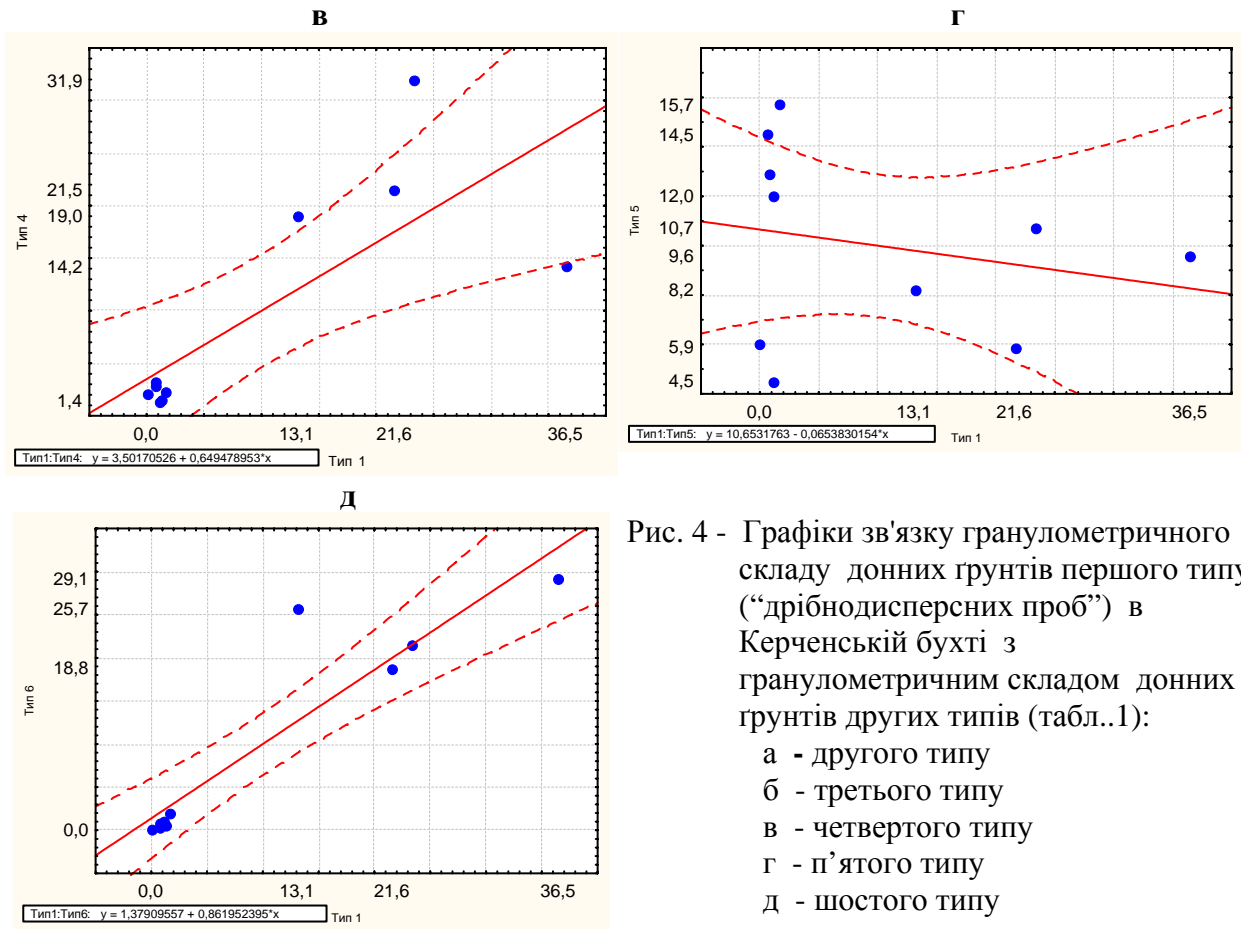 в
31,9
21,5
19,0
14,2
1,4
Тип 4
0,0 13,1 21,6 36,5
Тип1:Тип4: y = 3,50170526 + 0,649478953*x
Тип 1
г
15,7
14,5
12,0
10,7
9,6
8,2
5,9
4,5
Тип 5
0,0 13,1 21,6 36,5
Тип1:Тип5: y = 10,6531763 - 0,0653830154*x
Тип 1
д
29,1
25,7
18,8
0,0
Тип 6
0,0 13,1 21,6 36,5
Тип1:Тип6: y = 1,37909557 + 0,861952395*x
Тип 1
Рис. 4 - Графіки зв'язку гранулометричного
складу донних ґрунтів першого типу
(“дрібнодисперсних проб”) в
Керченській бухті з
гранулометричним складом донних
ґрунтів других типів (табл..1):
а - другого типу
б - третього типу
в - четвертого типу
г - п’ятого типу
д - шостого типу